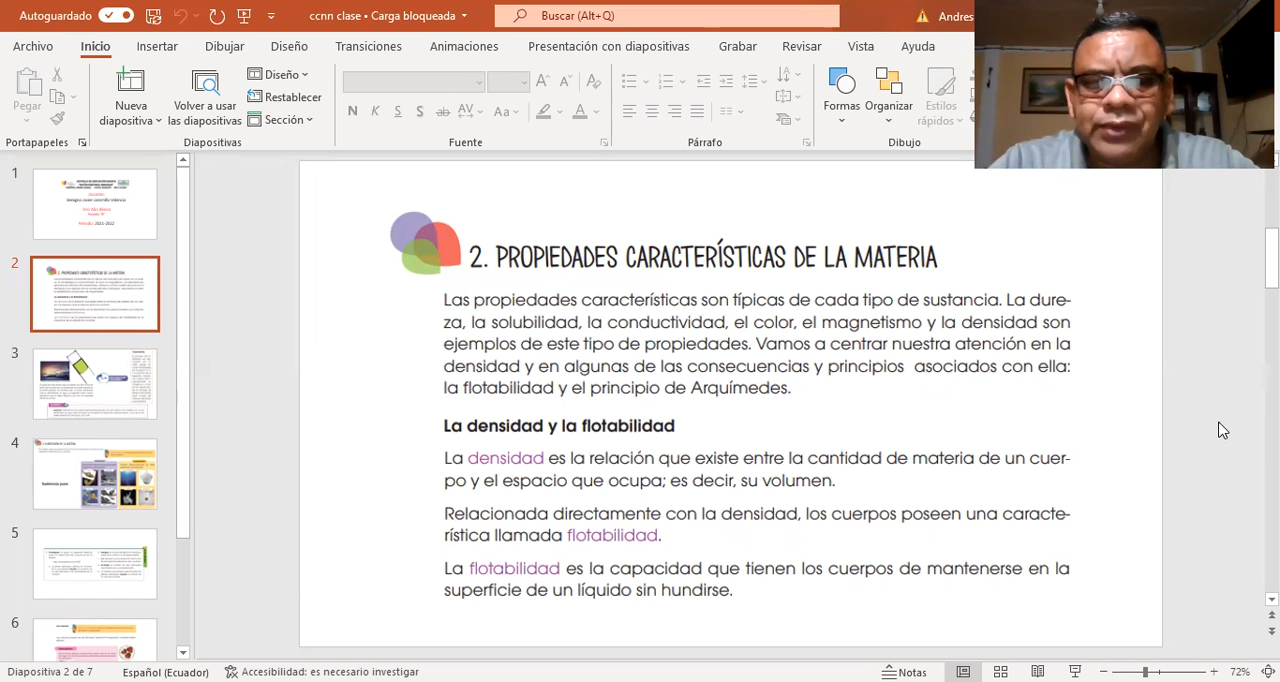 Autoguardado
ccnn clase • Carga bloqueada
Buscar (Alt+Q)
Andres
Archivo Inicio Insertar Dibujar Diseño Transiciones Animaciones Presentación con diapositivas Grabar Revisar Vista Ayuda
Pegar
Nueva diapositiva
Volver a usar las diapositivas
Diseño
Restablecer
Sección
N K S S ab AV Aa A
Formas
Organizar
Estilos rápidos
Portapapeles
Diapositivas
Fuente
Párrafo
Dibujo
1
2
3
4
5
6
2. PROPIEDADES CARACTERÍSTICAS DE LA MATERIA
Las propiedades características son típicas de cada tipo de sustancia. La dure-
za, la solubilidad, la conductividad, el color, el magnetismo y la densidad son
ejemplos de este tipo de propiedades. Vamos a centrar nuestra atención en la
densidad y en algunas de las consecuencias y principios asociados con ella:
la flotabilidad y el principio de Arquímedes.
La densidad y la flotabilidad
La densidad es la relación que existe entre la cantidad de materia de un cuer-
po y el espacio que ocupa; es decir, su volumen.
Relacionada directamente con la densidad, los cuerpos poseen una caracte-
rística llamada flotabilidad.
La flotabilidad es la capacidad que tienen los cuerpos de mantenerse en la
superficie de un líquido sin hundirse.
Diapositiva 2 de 7
Español (Ecuador)
Accesibilidad: es necesario investigar
Notas
72%